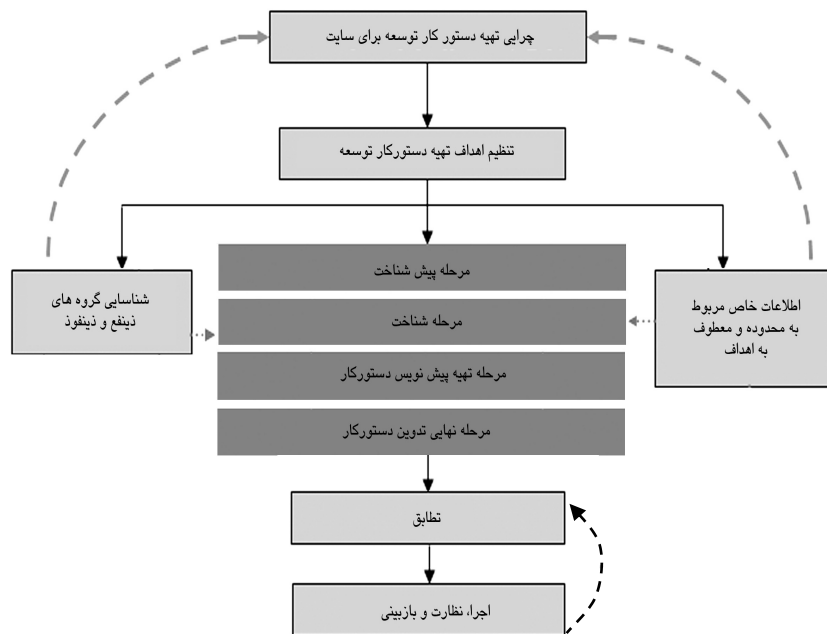 چرایی تهیه دستور کار توسعه برای سایت
تنظیم اهداف تهیه دستورکار توسعه
مرحله پیش شناخت
اطلاعات خاص مربوط
به محدوده و معطوف
به اهداف
شناسایی گروه های
ذینفع و ذینفوذ
مرحله شناخت
مرحله تهیه پیش نویس دستورکار
مرحله نهایی تدوین دستورکار
تطابق
اجرا، نظارت و بازبینی